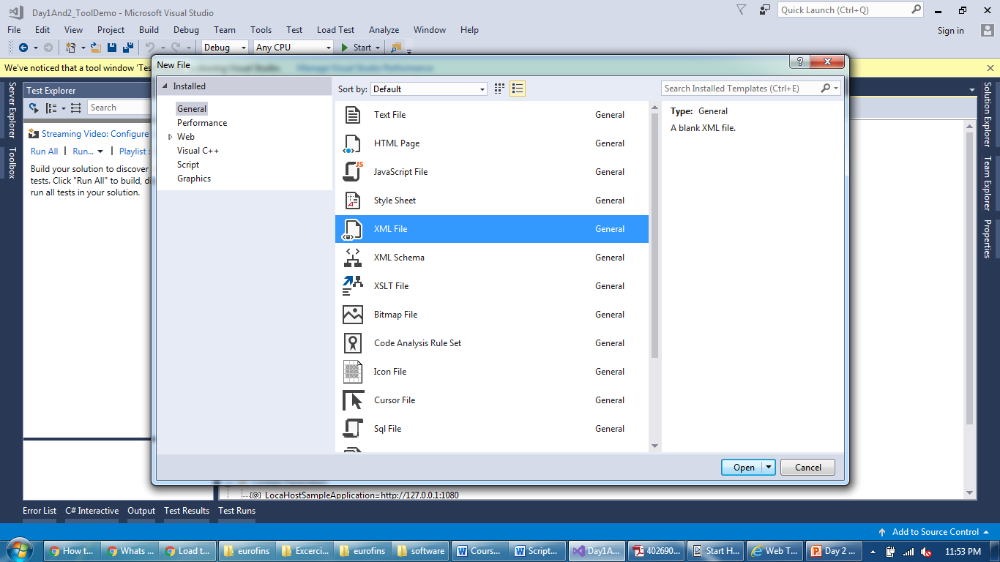 Day1And2_ToolDemo - Microsoft Visual Studio
Quick Launch (Ctrl+Q)
File Edit View Project Build Debug Team Tools Test Load Test Analyze Window Help
Sign in
Debug Any CPU Start
We've noticed that a tool window 'Tes
Manage Visual Studio Performance
New File
Server Explorer
Toolbox
Test Explorer
Search
Streaming Video: Configure
Run All | Run... | Playlist :
Build your solution to discover
tests. Click "Run All" to build, di
run all tests in your solution.
Installed
General
Performance
Web
Visual C++
Script
Graphics
Sort by: Default
Search Installed Templates (Ctrl+E)
Text File General
HTML Page General
JS
JavaScript File General
Style Sheet General
XML File General
XML Schema General
XSLT File General
Bitmap File General
Code Analysis Rule Set General
Icon File General
Cursor File General
Sql File General
Type: General
A blank XML file.
Open Cancel
Solution Explorer
Team Explorer
Properties
LocaHostSampleApplication=http://127.0.0.1:1080
Error List C# Interactive Output Test Results Test Runs
Add to Source Control
How t... Whats ... Load t... eurofins Excerci... eurofins software Cours... Script... Day1A... 402690... Start H... Web T... Day 2 ... 11:53 PM